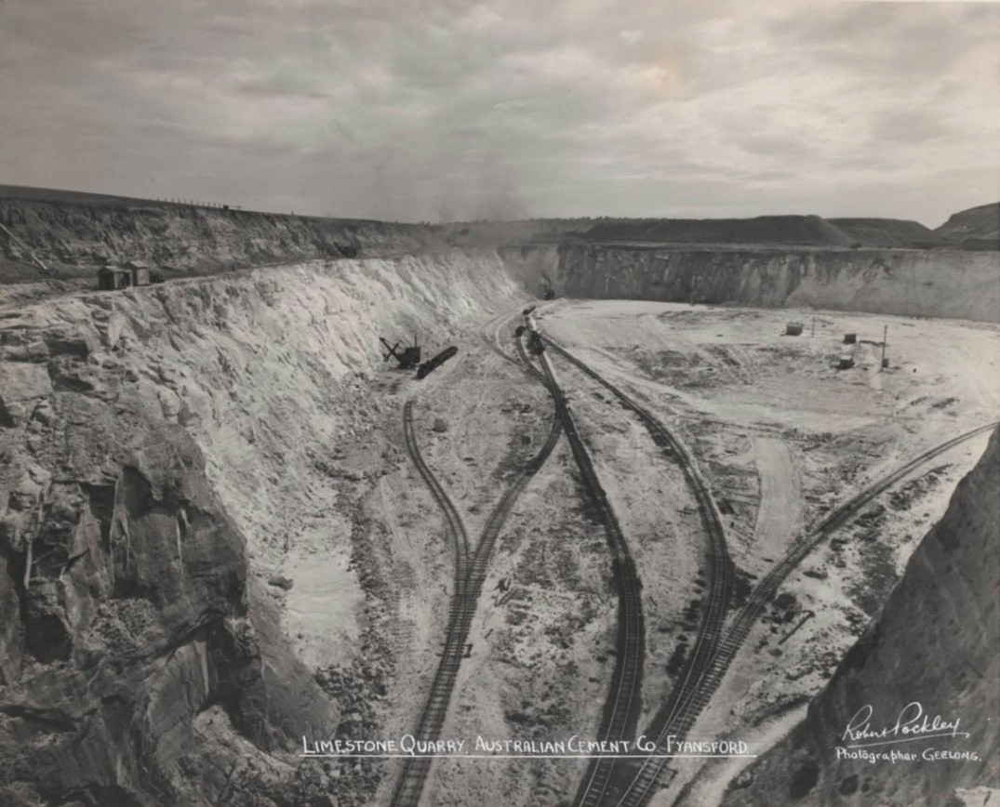 LIMESTONE QUARRY, AUSTRALIAN CEMENT CO FYANSFORD.
Robert Pockley
Photographer, GEELONG.